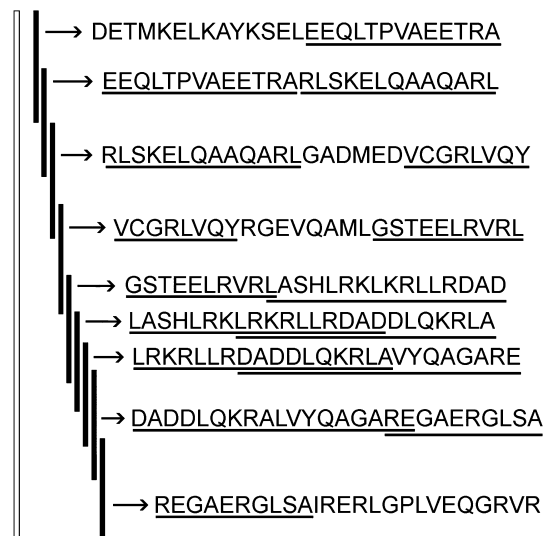 DETMKELKAYKSELEEQLTPVAEETRA
EEQLTPVAEETRARLSKELQAAQARL
RLSKELQAAQARLGADMEDVCGRLVQY
VCGRLVQYRGEVQAMLGSTEELRVRL
GSTEELRVRLASHLRKLKRLLRDAD
LASHLRKLRKRLLRDADDLQKRLA
LRKRLLRDADDLQKRLAVYQAGARE
DADDLQKRALVYQAGAREGAERGLSA
REGAERGLSAIRERLGPLVEQGRVR